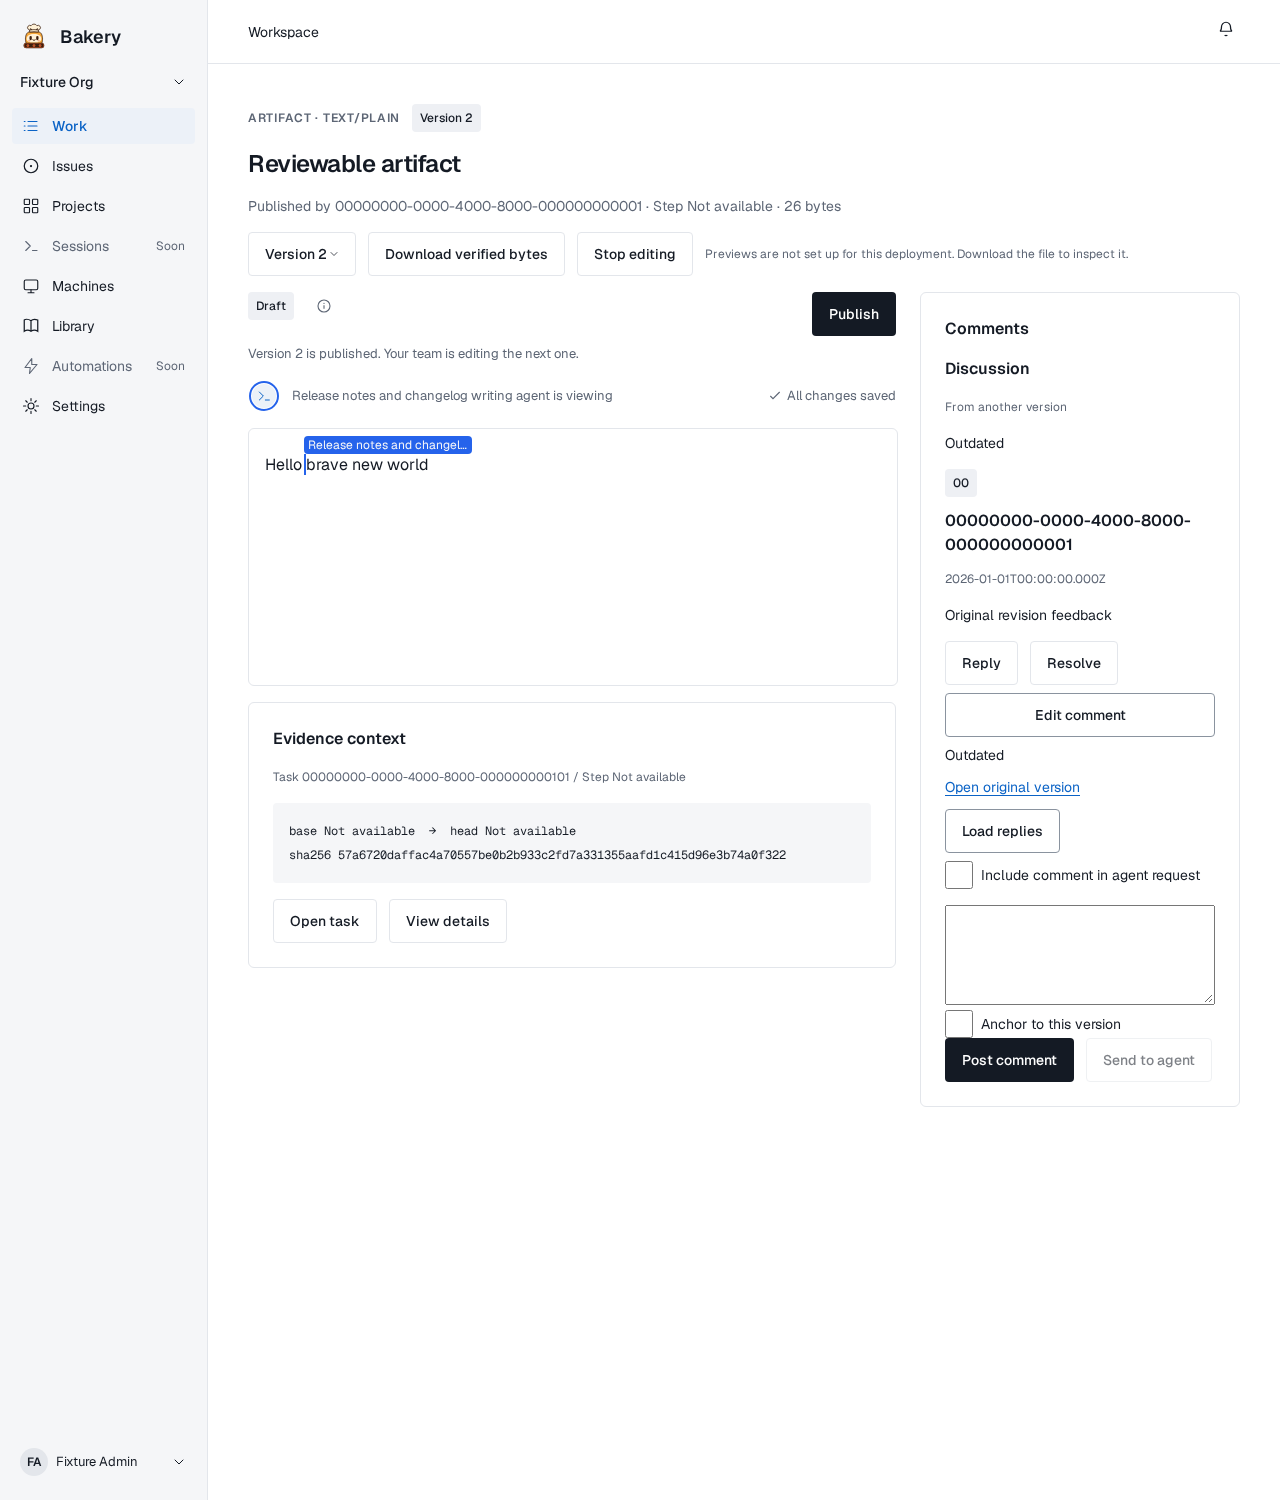 Bakery
Fixture Org
Work
Issues
Projects
Sessions Soon
Machines
Library
Automations Soon
Settings
FA Fixture Admin
Workspace
ARTIFACT · TEXT/PLAIN Version 2
Reviewable artifact
Published by 00000000-0000-4000-8000-000000000001 · Step Not available · 26 bytes
Version 2 Download verified bytes Stop editing Previews are not set up for this deployment. Download the file to inspect it.
Draft Publish
Version 2 is published. Your team is editing the next one.
Release notes and changelog writing agent is viewing All changes saved
Release notes and changel...
Hello brave new world
Evidence context
Task 00000000-0000-4000-8000-000000000101 / Step Not available
base Not available → head Not available
sha256 57a6720daffac4a70557be0b2b933c2fd7a331355aafd1c415d96e3b74a0f322
Open task View details
Comments
Discussion
From another version
Outdated
00
00000000-0000-4000-8000-
000000000001
2026-01-01T00:00:00.000Z
Original revision feedback
Reply Resolve
Edit comment
Outdated
Open original version
Load replies
Include comment in agent request
Anchor to this version
Post comment Send to agent